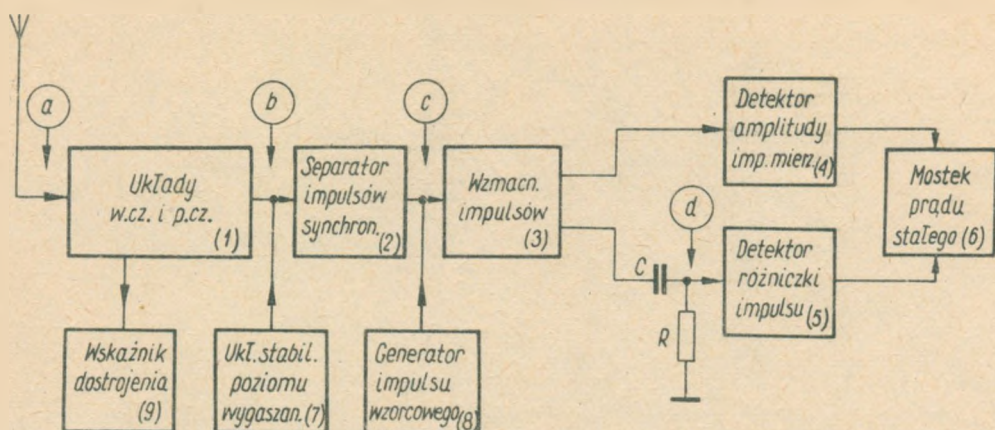 a
b
c
Układy
w.cz. i p.cz.
(1)
Separator
impulsów
synchron.(2)
Wzmacn.
impulsów
(3)
Detektor
amplitudy
imp.mierz.(4)
Mostek
prądu
stałego (6)
d
C
R
Detektor
różniczki
impulsu(5)
Wskaźnik
dostrojenia
(9)
Ukł.stabil.
poziomu
wygaszan.(7)
Generator
impulsu
wzorcowego(8)